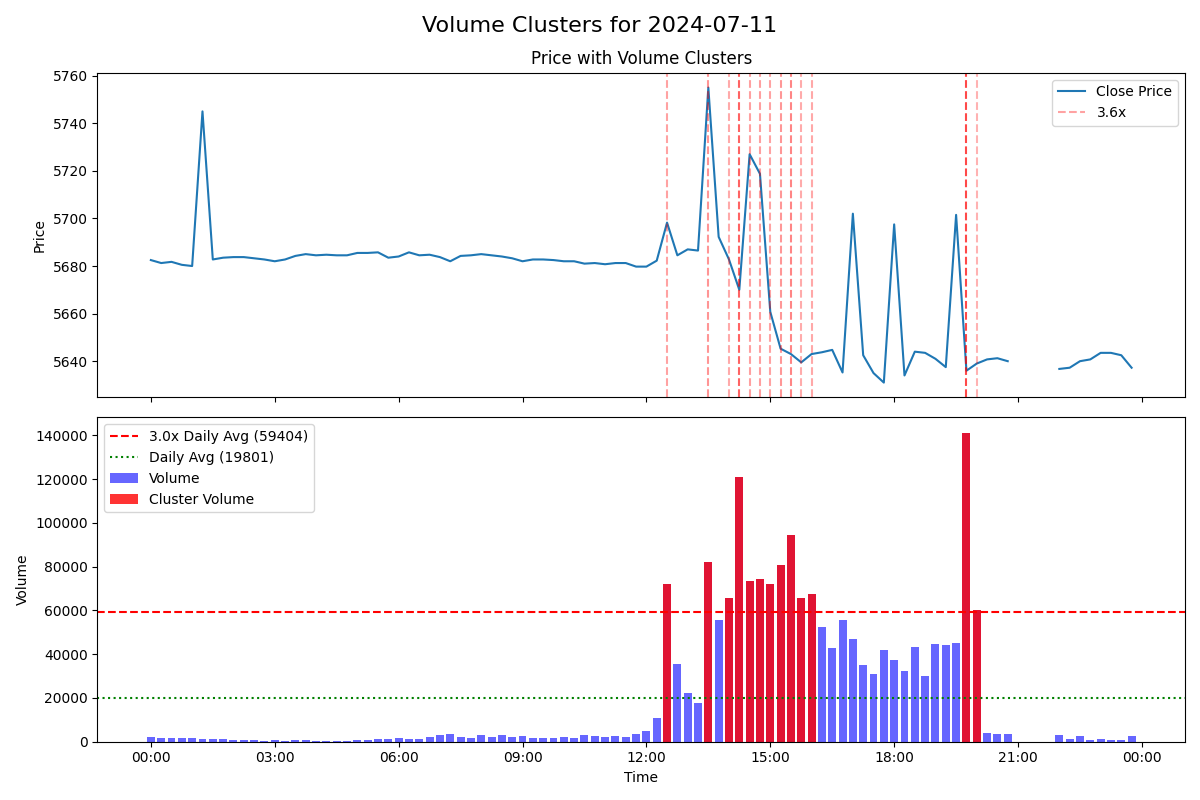 Volume Clusters for 2024-07-11
Price with Volume Clusters
5760
5740
5720
5700
5680
5660
5640
Price
Close Price
3.6x
140000
120000
100000
80000
60000
40000
20000
0
Volume
3.0x Daily Avg (59404)
Daily Avg (19801)
Volume
Cluster Volume
00:00
03:00
06:00
09:00
12:00
15:00
18:00
21:00
00:00
Time